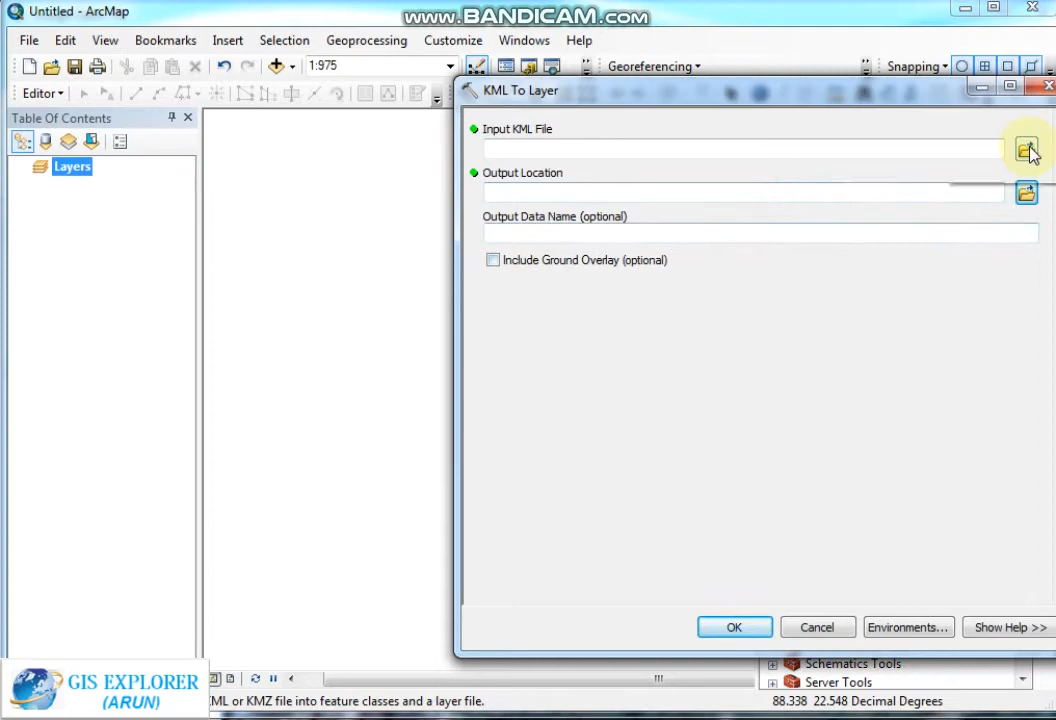 www.BANDICAM.com
Untitled - ArcMap
File Edit View Bookmarks Insert Selection Geoprocessing Customize Windows Help
1:975
Georeferencing
Snapping
Editor
Table Of Contents
Layers
KML To Layer
Input KML File
Output Location
Output Data Name (optional)
Include Ground Overlay (optional)
OK Cancel Environments... Show Help >>
Schematics Tools
Server Tools
ML or KMZ file into feature classes and a layer file.
88.338 22.548 Decimal Degrees
GIS EXPLORER
(ARUN)